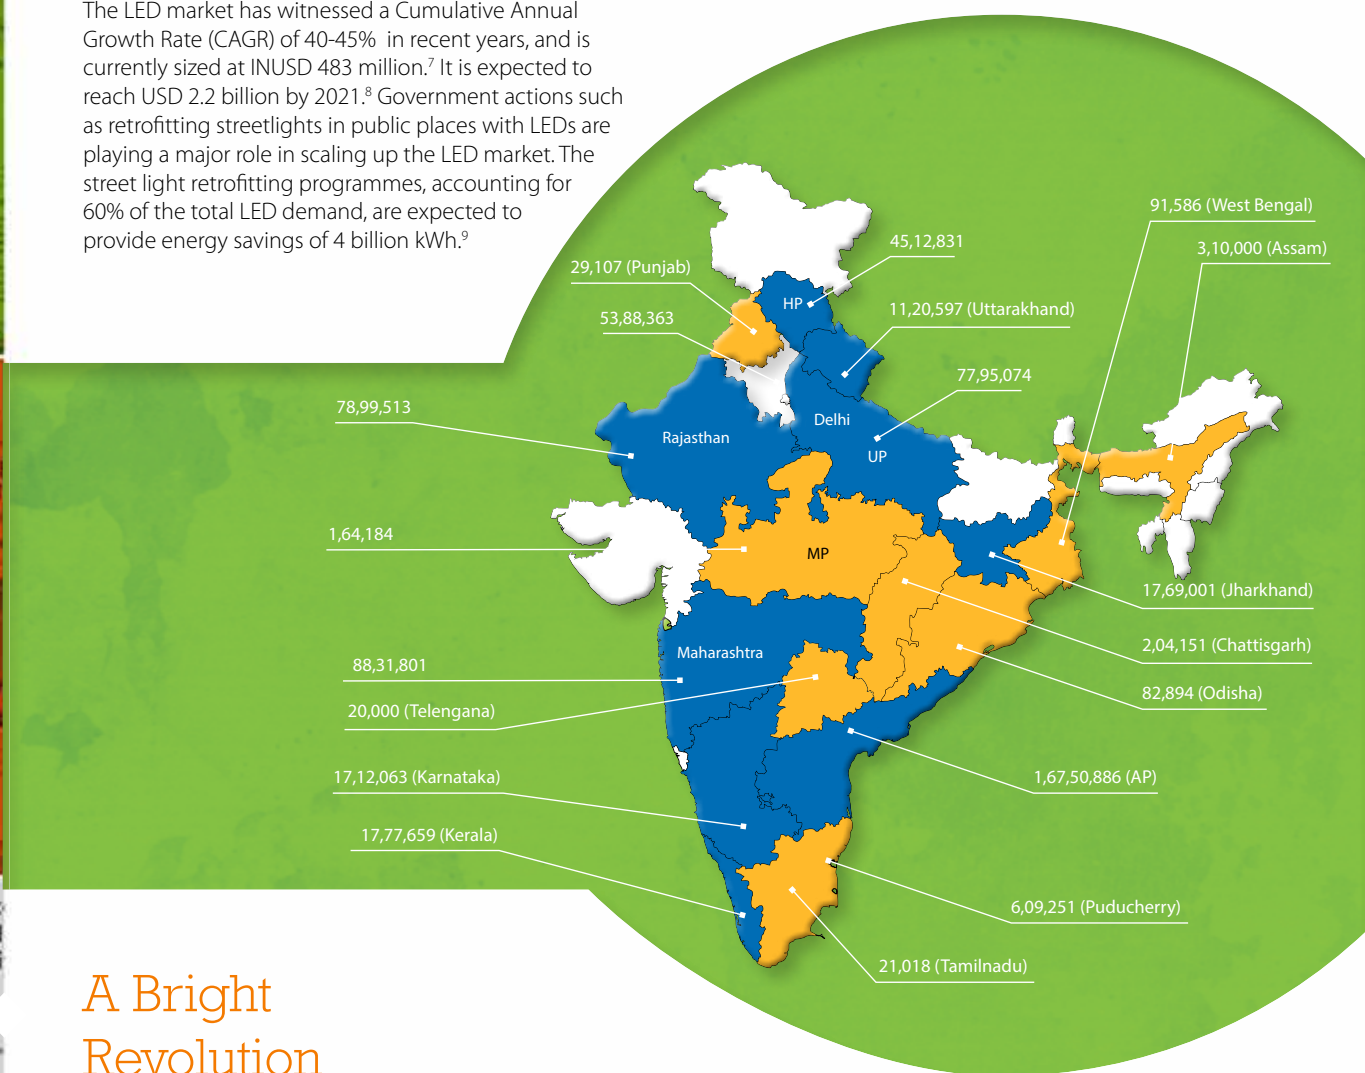 The LED market has witnessed a Cumulative Annual
Growth Rate (CAGR) of 40-45% in recent years, and is
currently sized at INUSD 483 million.7 It is expected to
reach USD 2.2 billion by 2021.8 Government actions such
as retrofitting streetlights in public places with LEDs are
playing a major role in scaling up the LED market. The
street light retrofitting programmes, accounting for
60% of the total LED demand, are expected to
provide energy savings of 4 billion kWh.9
91,586 (West Bengal)
45,12,831
3,10,000 (Assam)
29,107 (Punjab)
HP
53,88,363
11,20,597 (Uttarakhand)
77,95,074
78,99,513
Delhi
Rajasthan
UP
1,64,184
MP
17,69,001 (Jharkhand)
2,04,151 (Chattisgarh)
Maharashtra
88,31,801
82,894 (Odisha)
20,000 (Telengana)
17,12,063 (Karnataka)
1,67,50,886 (AP)
17,77,659 (Kerala)
6,09,251 (Puducherry)
21,018 (Tamilnadu)
A Bright
Revolution